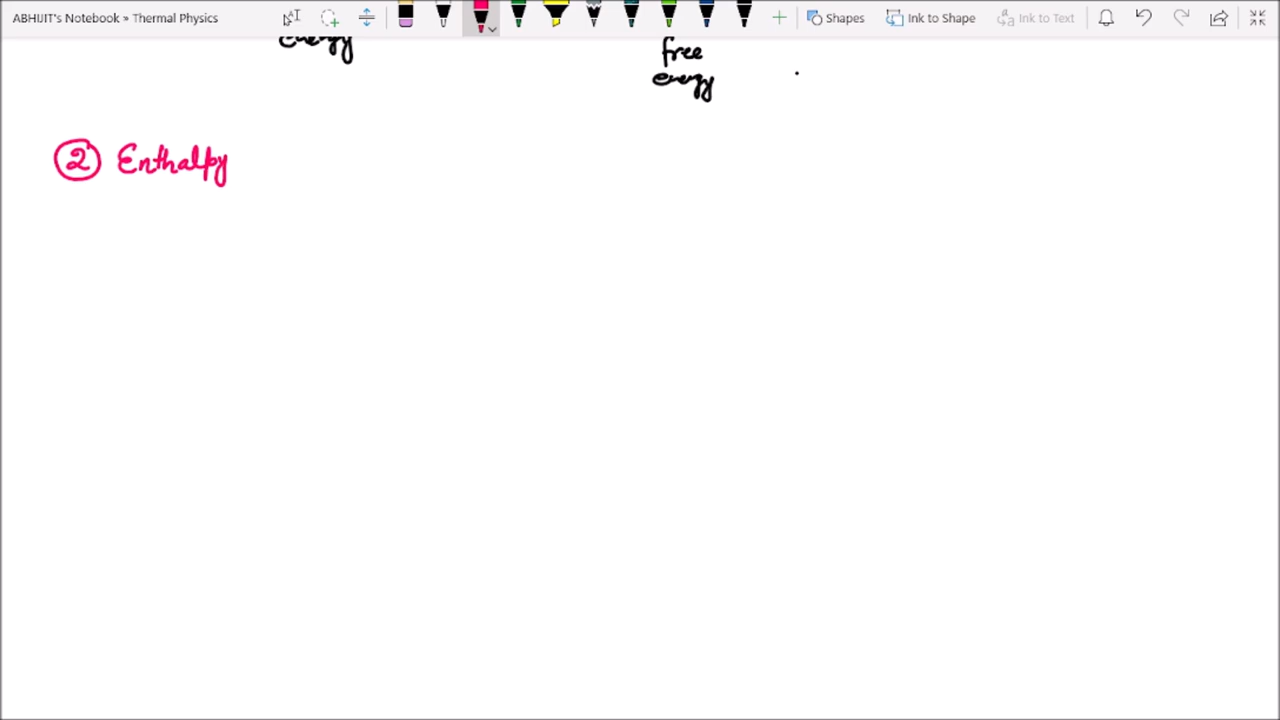 ABHIJIT's Notebook » Thermal Physics
Shapes
Ink to Shape
Ink to Text
energy
free
energy
② Enthalpy